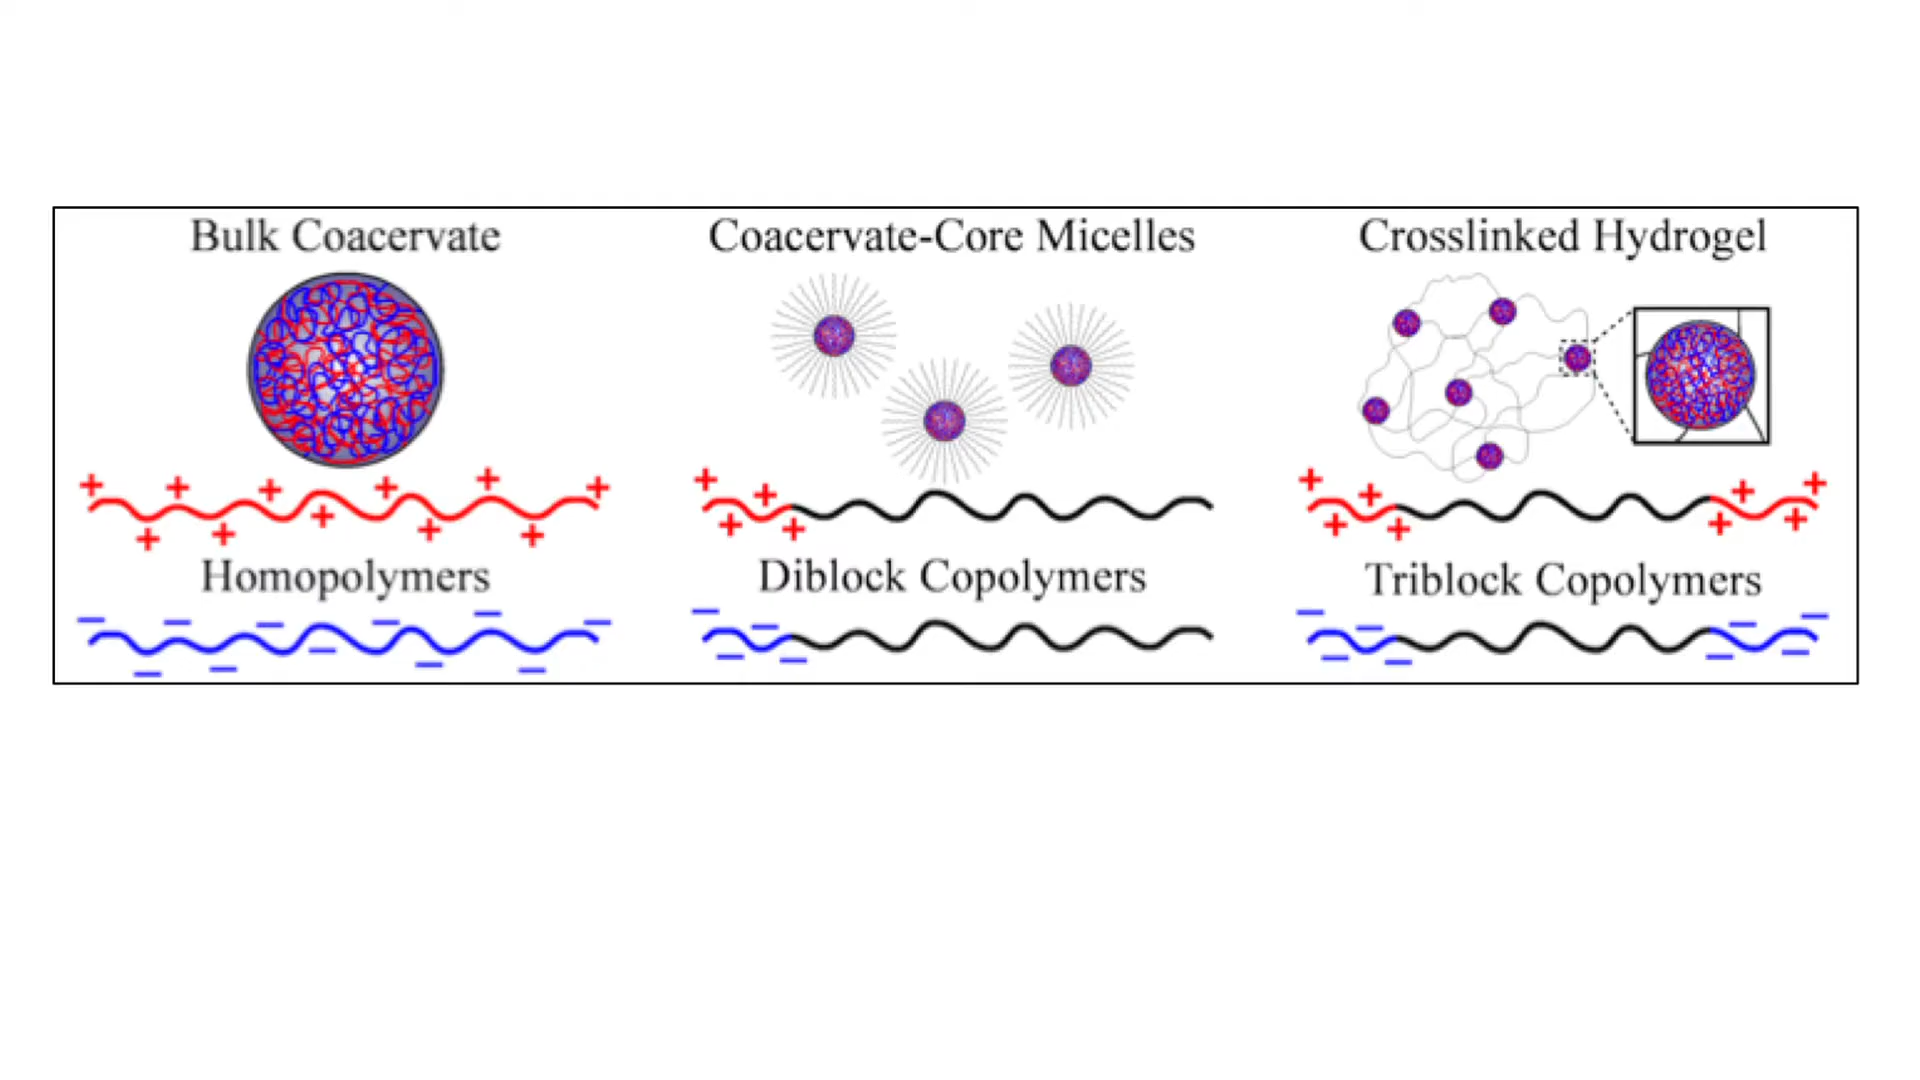 Bulk Coacervate
Coacervate-Core Micelles
Crosslinked Hydrogel
Homopolymers
Diblock Copolymers
Triblock Copolymers